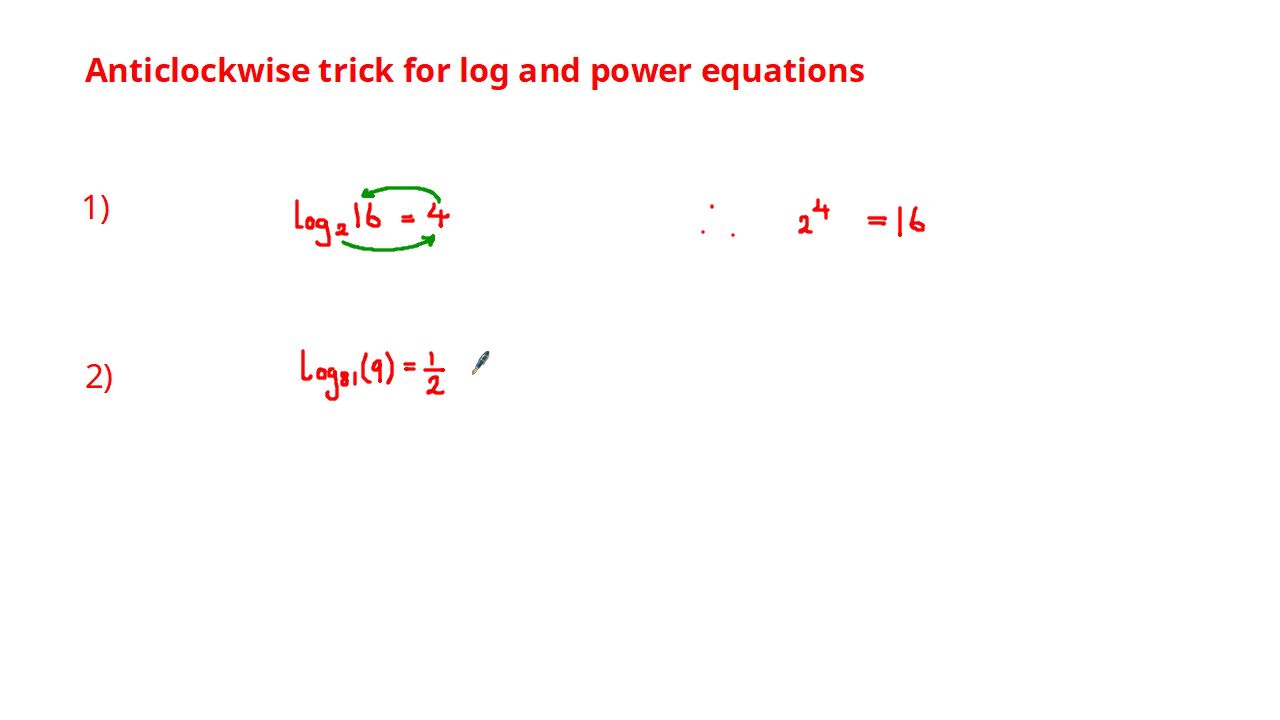 Anticlockwise trick for log and power equations
1) log₂16 = 4 ∴ 2⁴ = 16
2) log₈₁(9) = 1/2